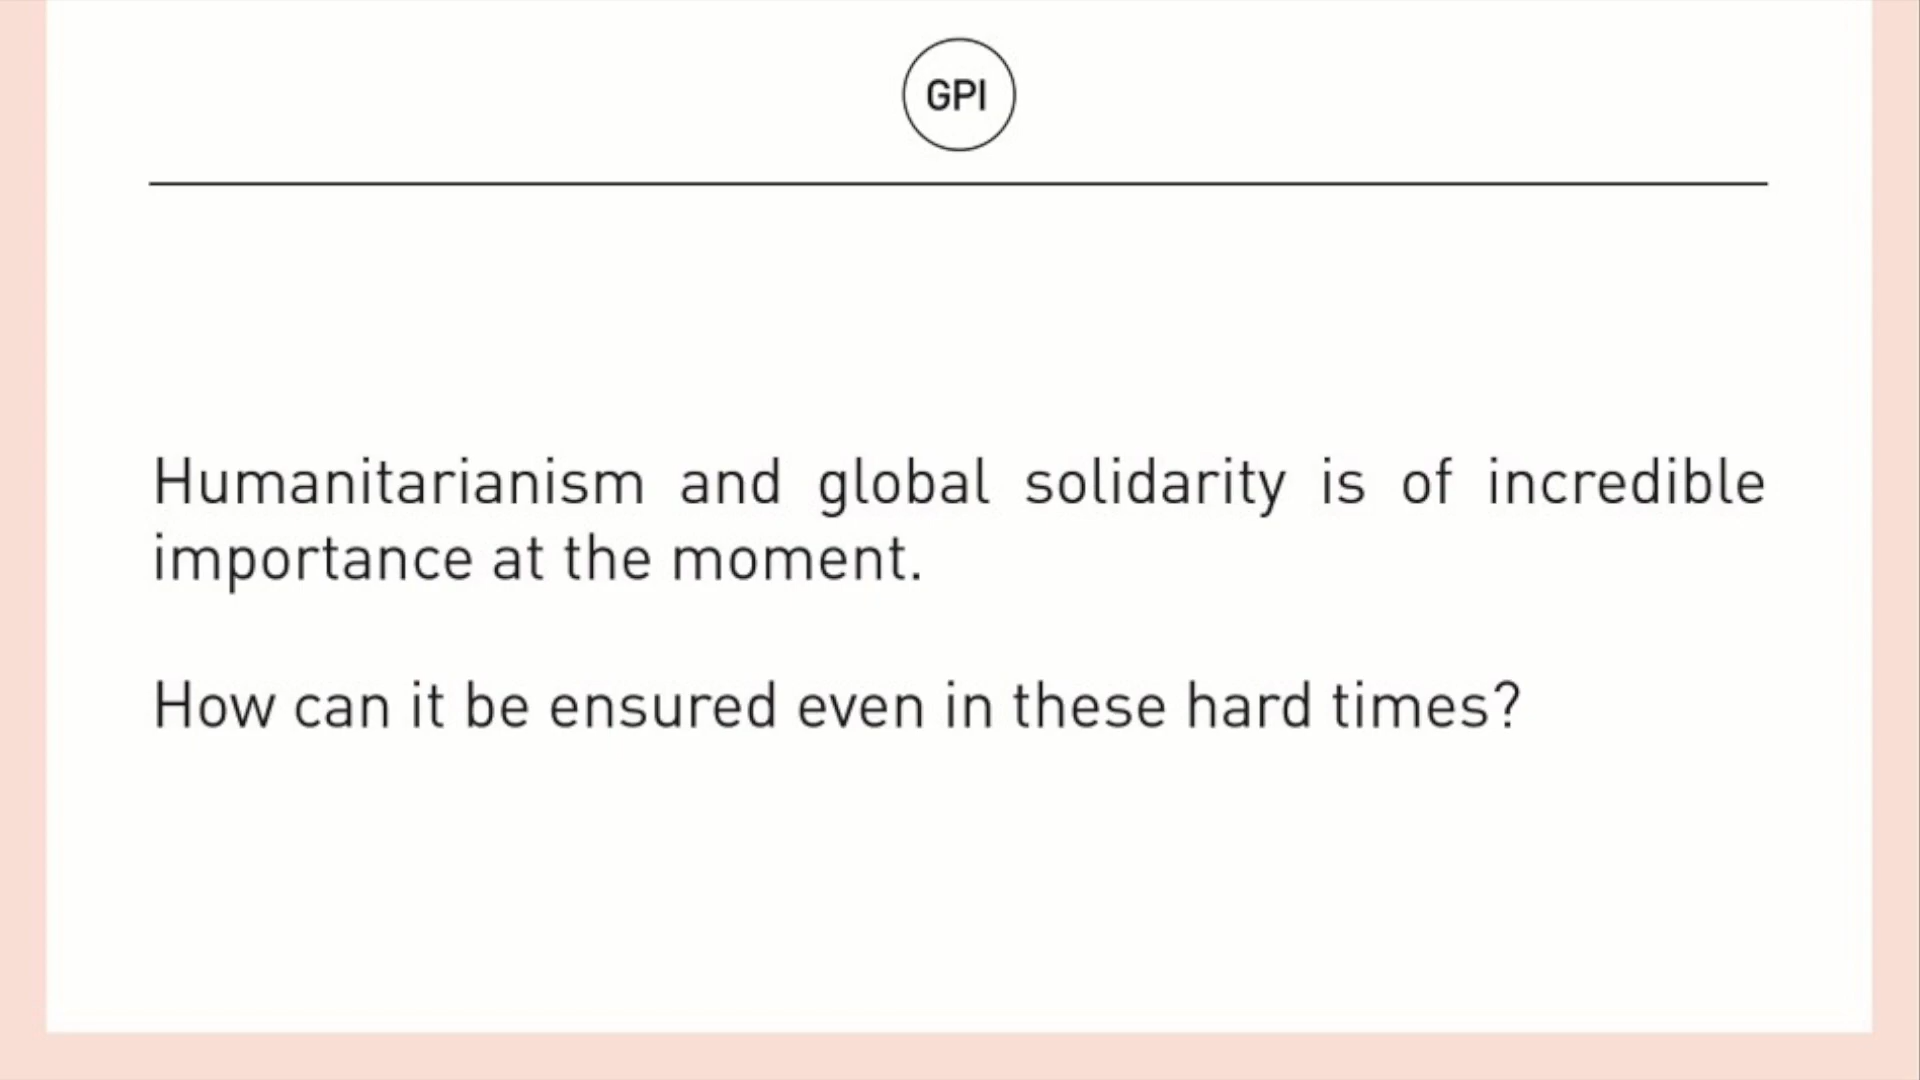 GPI
Humanitarianism and global solidarity is of incredible
importance at the moment.
How can it be ensured even in these hard times?